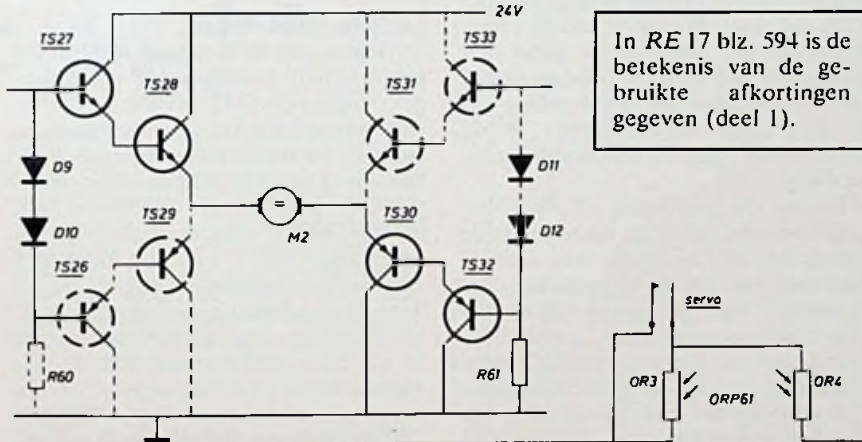 24V
TS27
TS28
TS31
TS33
In RE 17 blz. 594 is de
betekenis van de ge-
bruikte afkortingen
gegeven (deel 1).
D9
D11
D10
TS29
M2
TS30
D12
TS26
TS32
servo
R60
R61
OR3
ORP61
OR4